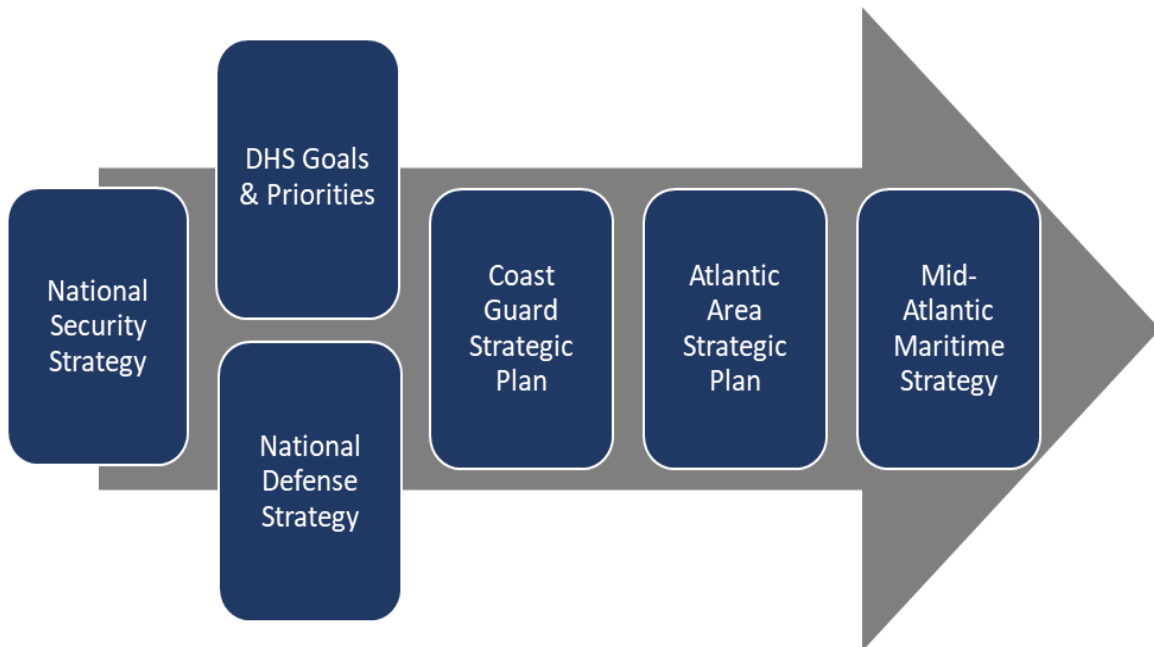 National
Security
Strategy
DHS Goals
& Priorities
National
Defense
Strategy
Coast
Guard
Strategic
Plan
Atlantic
Area
Strategic
Plan
Mid-
Atlantic
Maritime
Strategy